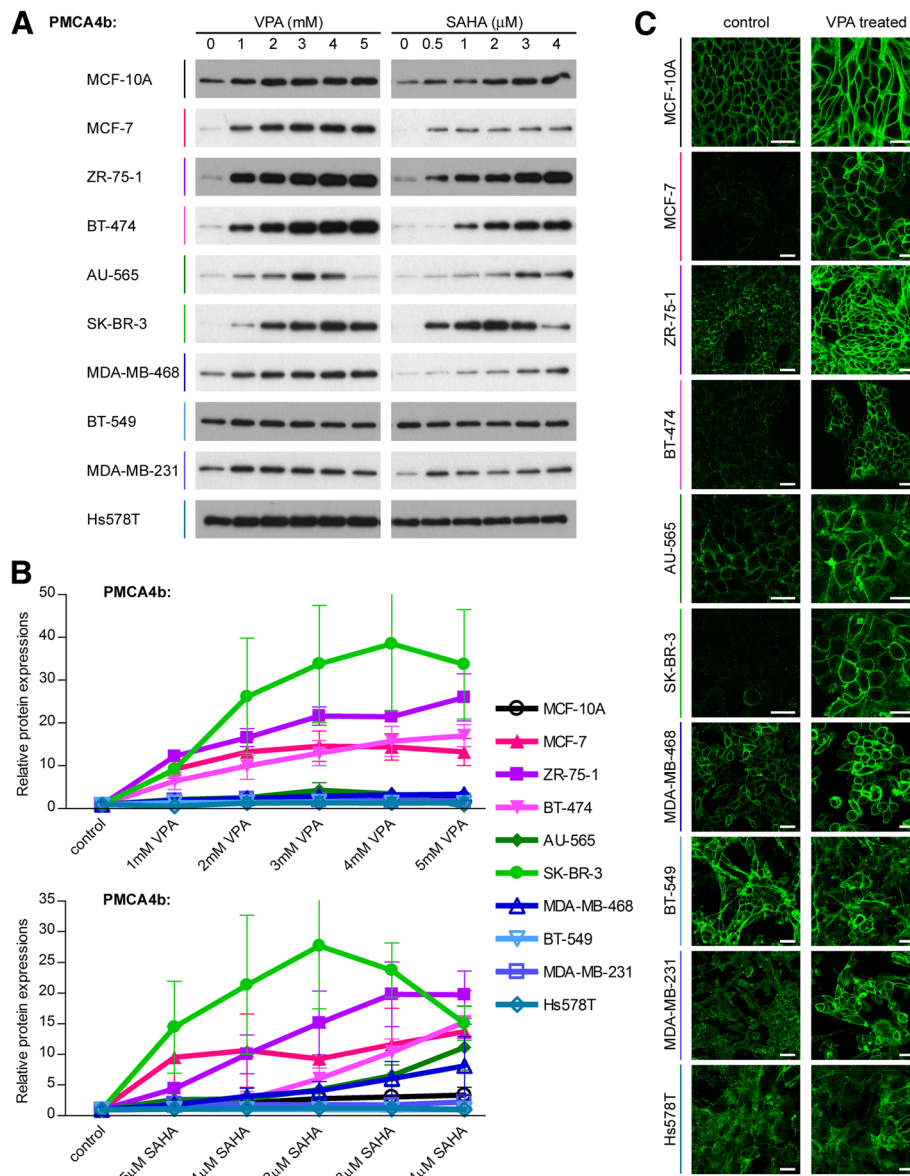 A
PMCA4b:
VPA (mM)
SAHA (μM)
0 1 2 3 4 5
0 0.5 1 2 3 4
MCF-10A
MCF-7
ZR-75-1
BT-474
AU-565
SK-BR-3
MDA-MB-468
BT-549
MDA-MB-231
Hs578T
B
PMCA4b:
Relative protein expressions
50
40
30
20
10
0
control
1mM VPA
2mM VPA
3mM VPA
4mM VPA
5mM VPA
PMCA4b:
Relative protein expressions
35
30
25
20
15
10
5
0
control
5μM SAHA
μM SAHA
μM SAHA
μM SAHA
μM SAHA
MCF-10A
MCF-7
ZR-75-1
BT-474
AU-565
SK-BR-3
MDA-MB-468
BT-549
MDA-MB-231
Hs578T
C
control
VPA treated
MCF-10A
MCF-7
ZR-75-1
BT-474
AU-565
SK-BR-3
MDA-MB-468
BT-549
MDA-MB-231
Hs578T